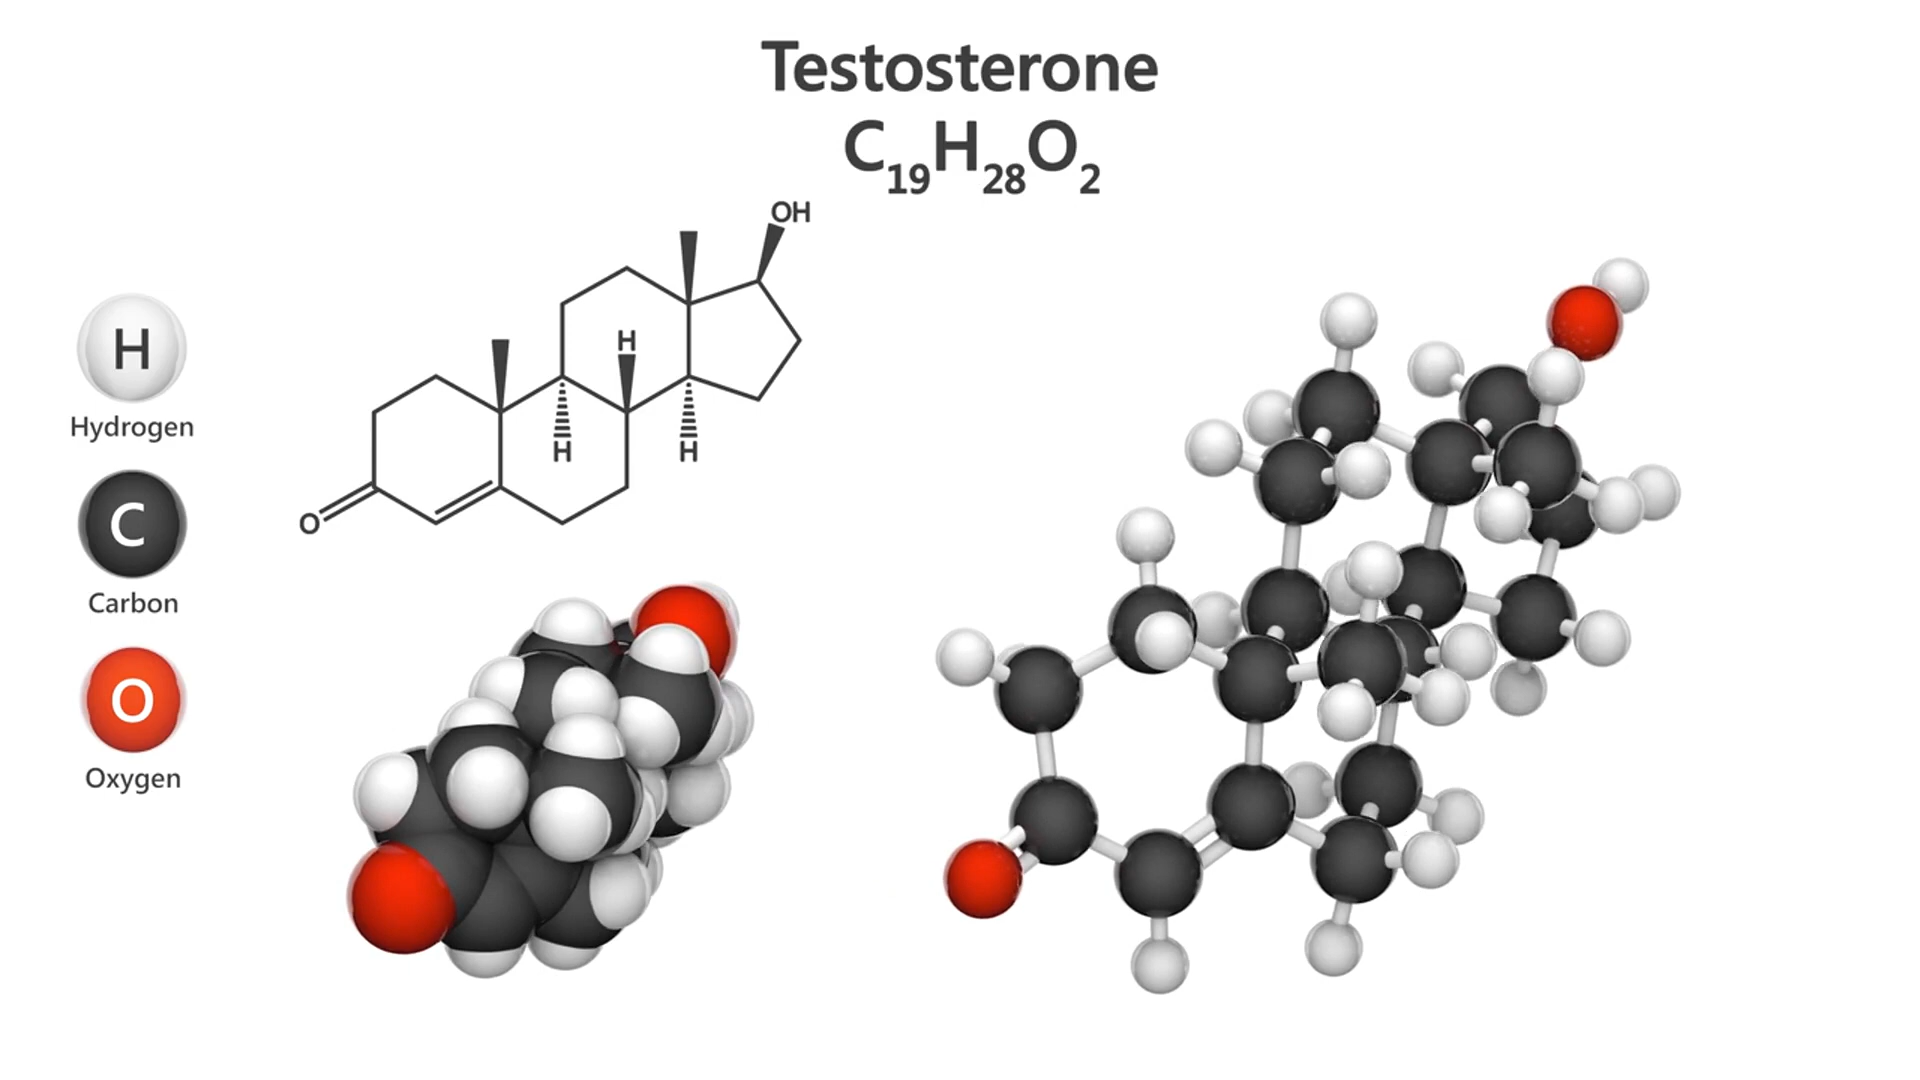 Testosterone
C₁₉H₂₈O₂
OH
H
H
H
O
H
Hydrogen
C
Carbon
O
Oxygen